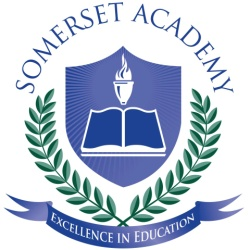 SOMERSET ACADEMY
EXCELLENCE IN EDUCATION